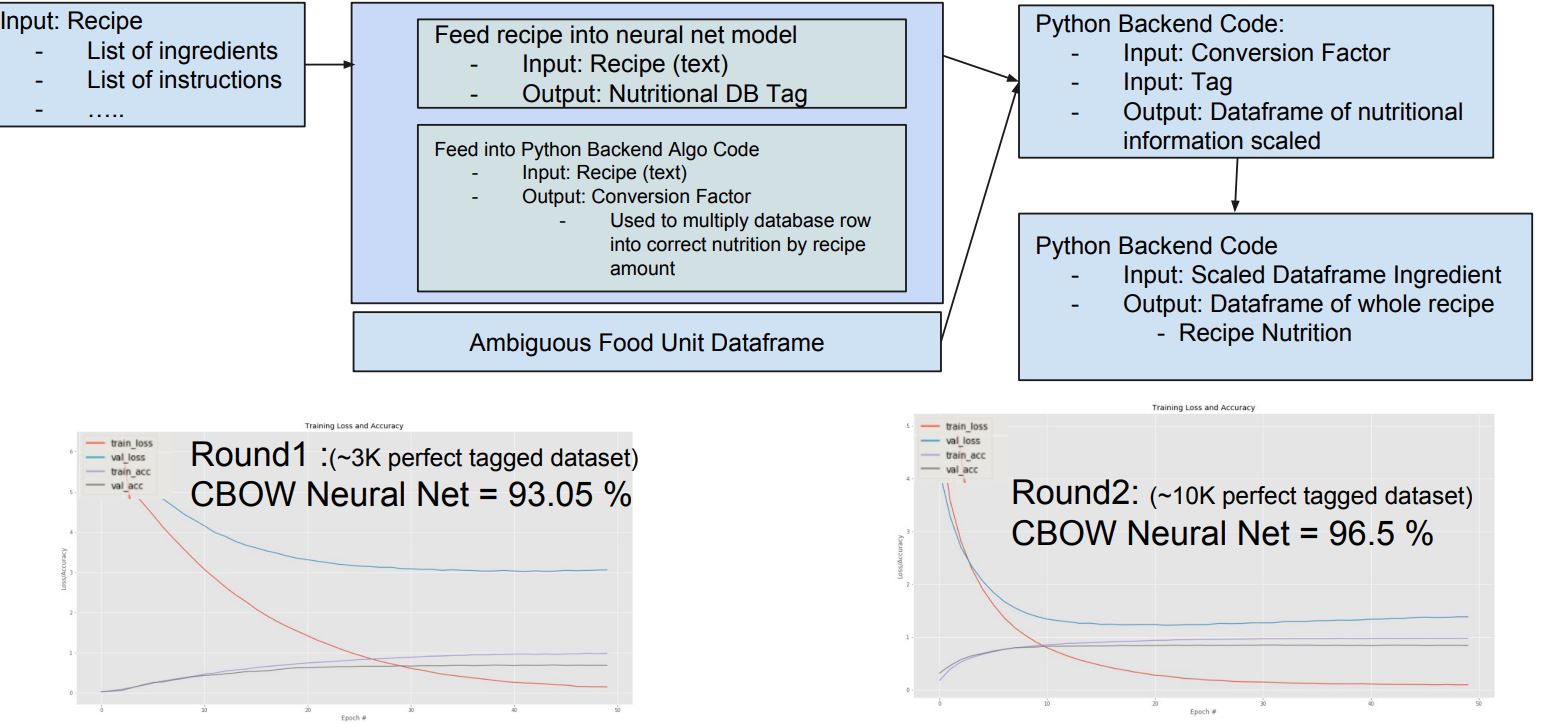 Input: Recipe
- List of ingredients
- List of instructions
- …..
Feed recipe into neural net model
- Input: Recipe (text)
- Output: Nutritional DB Tag
Feed into Python Backend Algo Code
- Input: Recipe (text)
- Output: Conversion Factor
- Used to multiply database row
into correct nutrition by recipe
amount
Ambiguous Food Unit Dataframe
Python Backend Code:
- Input: Conversion Factor
- Input: Tag
- Output: Dataframe of nutritional
information scaled
Python Backend Code
- Input: Scaled Dataframe Ingredient
- Output: Dataframe of whole recipe
- Recipe Nutrition
Training Loss and Accuracy
train_loss
val_loss
train_acc
val_acc
Round1 :(~3K perfect tagged dataset)
CBOW Neural Net = 93.05 %
Loss/Accuracy
6
5
4
3
2
1
0
0 10 20 30 40 50
Epoch #
Training Loss and Accuracy
train_loss
val_loss
train_acc
val_acc
Round2: (~10K perfect tagged dataset)
CBOW Neural Net = 96.5 %
Loss/Accuracy
5
4
3
2
1
0
0 10 20 30 40 50
Epoch #